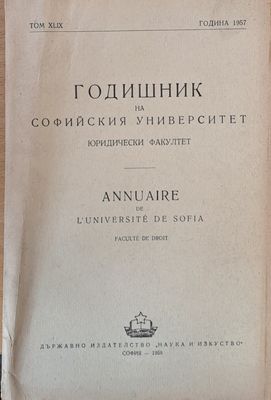 ТОМ XLIX
ГОДИНА 1957
ГОДИШНИК
НА
СОФИЙСКИЯ УНИВЕРСИТЕТ
ЮРИДИЧЕСКИ ФАКУЛТЕТ
ANNUAIRE
DE
L'UNIVERSITÉ DE SOFIA
FACULTÉ DE DROIT
ДЪРЖАВНО ИЗДАТЕЛСТВО „НАУКА И ИЗКУСТВО"
СОФИЯ — 1958